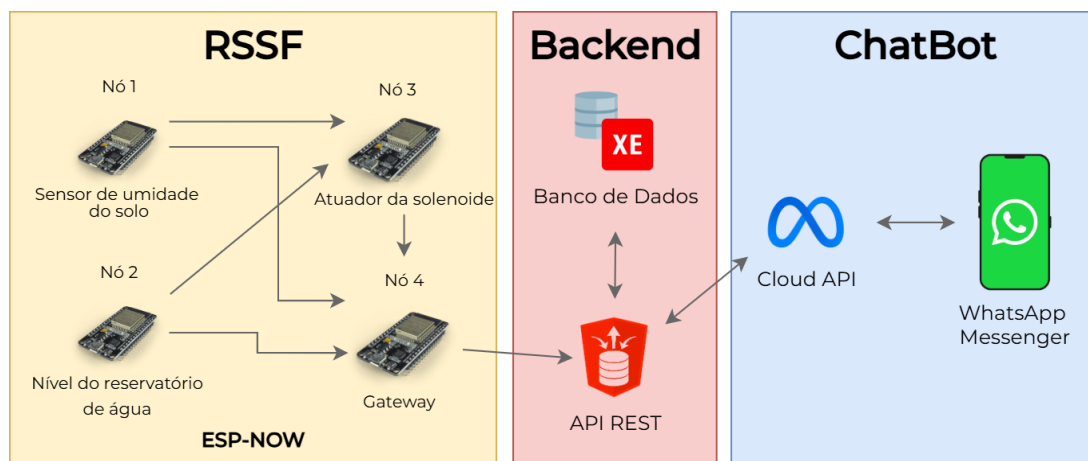 RSSF
Nó 1
Nó 3
Sensor de umidade
do solo
Atuador da solenoide
Nó 2
Nó 4
Nível do reservatório
de água
Gateway
ESP-NOW
Backend
XE
Banco de Dados
API REST
ChatBot
Cloud API
WhatsApp
Messenger